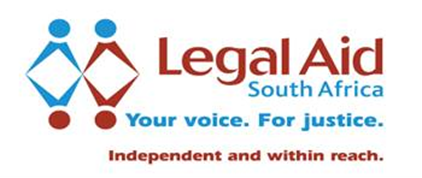 Legal Aid
South Africa
Your voice. For justice.
Independent and within reach.